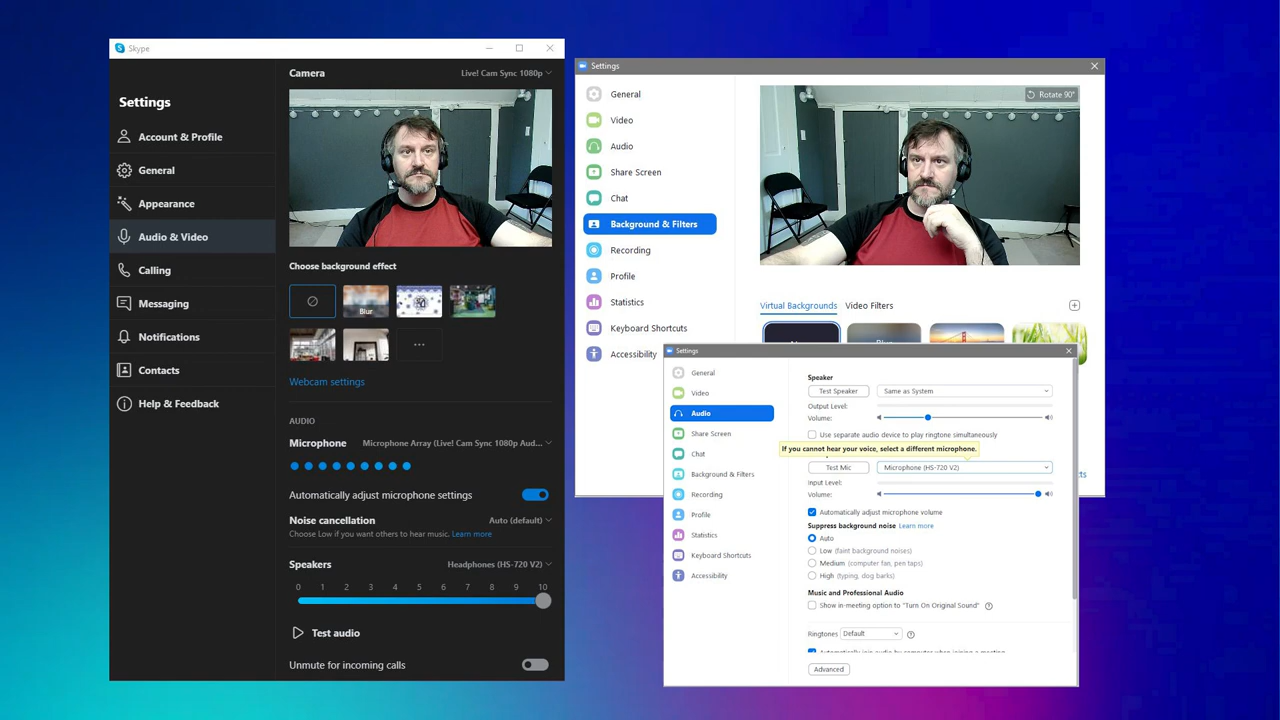 Skype
Settings
Account & Profile
General
Appearance
Audio & Video
Calling
Messaging
Notifications
Contacts
Help & Feedback
Camera
Live! Cam Sync 1080p
Choose background effect
Blur
Webcam settings
AUDIO
Microphone
Microphone Array (Live! Cam Sync 1080p Aud...
Automatically adjust microphone settings
Noise cancellation
Auto (default)
Choose Low if you want others to hear music. Learn more
Speakers
Headphones (HS-720 V2)
0 1 2 3 4 5 6 7 8 9 10
Test audio
Unmute for incoming calls
Settings
General
Video
Audio
Share Screen
Chat
Background & Filters
Recording
Profile
Statistics
Keyboard Shortcuts
Accessibility
Rotate 90°
Virtual Backgrounds
Video Filters
Settings
General
Video
Audio
Share Screen
Chat
Background & Filters
Recording
Profile
Statistics
Keyboard Shortcuts
Accessibility
Speaker
Test Speaker
Same as System
Output Level:
Volume:
Use separate audio device to play ringtone simultaneously
If you cannot hear your voice, select a different microphone.
Test Mic
Microphone (HS-720 V2)
Input Level:
Volume:
Automatically adjust microphone volume
Suppress background noise Learn more
Auto
Low (faint background noises)
Medium (computer fan, pen taps)
High (typing, dog barks)
Music and Professional Audio
Show in-meeting option to "Turn On Original Sound"
Ringtones
Default
Automatically join audio by computer when joining a meeting
Advanced